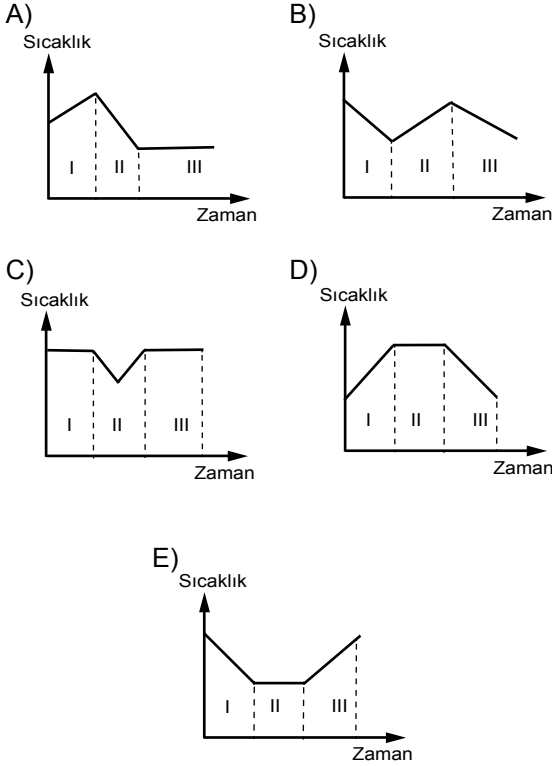 A)
Sıcaklık
I II III
Zaman
B)
Sıcaklık
I II III
Zaman
C)
Sıcaklık
I II III
Zaman
D)
Sıcaklık
I II III
Zaman
E)
Sıcaklık
I II III
Zaman